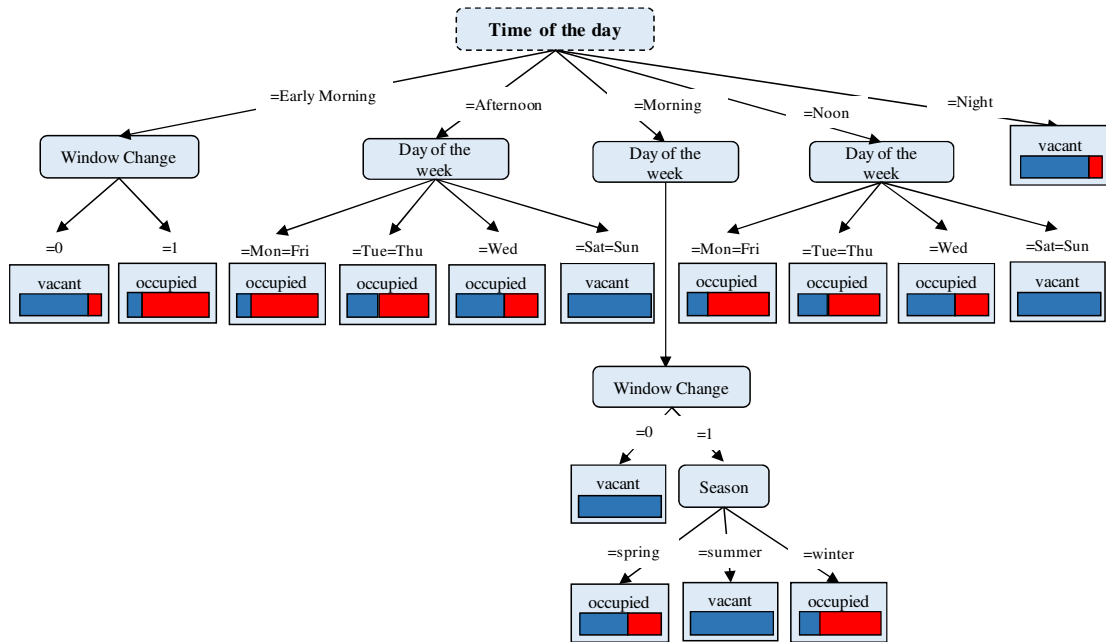 Time of the day
=Early Morning
=Afternoon
=Morning
=Noon
=Night
Window Change
Day of the
week
Day of the
week
Day of the
week
vacant
=0
=1
=Mon=Fri
=Tue=Thu
=Wed
=Sat=Sun
=Mon=Fri
=Tue=Thu
=Wed
=Sat=Sun
vacant
occupied
occupied
occupied
occupied
vacant
occupied
occupied
occupied
vacant
Window Change
=0
=1
vacant
Season
=spring
=summer
=winter
occupied
vacant
occupied